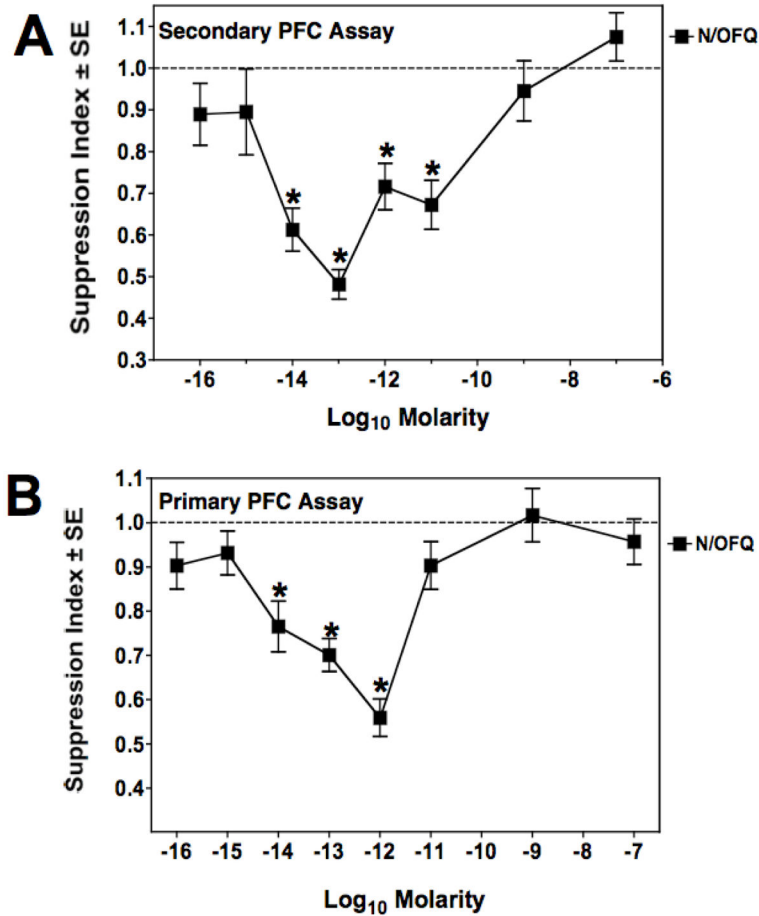 A
Secondary PFC Assay
N/OFQ
Suppression Index ± SE
1.1
1.0
0.9
0.8
0.7
0.6
0.5
0.4
0.3
*
*
*
*
-16 -14 -12 -10 -8 -6
Log10 Molarity
B
Primary PFC Assay
N/OFQ
Suppression Index ± SE
1.1
1.0
0.9
0.8
0.7
0.6
0.5
0.4
*
*
*
-16 -15 -14 -13 -12 -11 -10 -9 -8 -7
Log10 Molarity